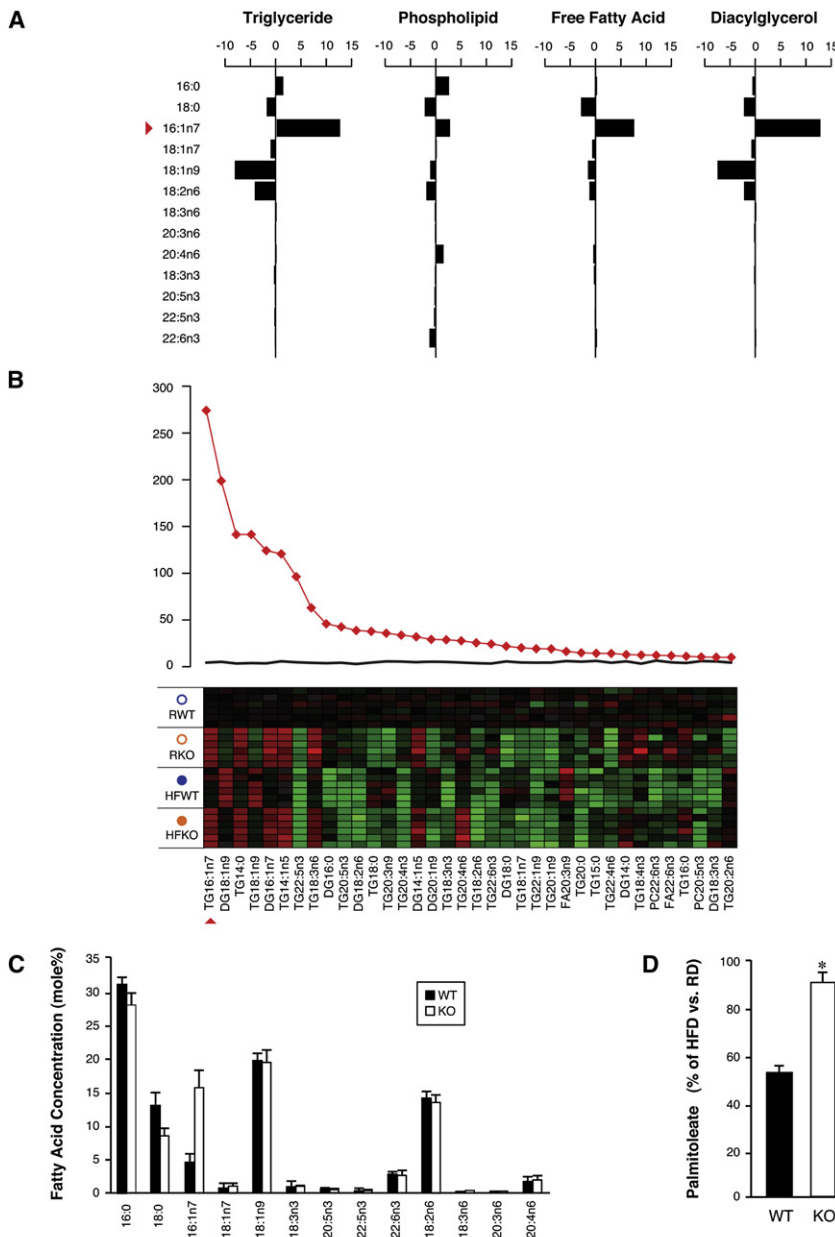 A
Triglyceride Phospholipid Free Fatty Acid Diacylglycerol
-10 -5 0 5 10 15 -10 -5 0 5 10 15 -10 -5 0 5 10 15 -10 -5 0 5 10 15
16:0
18:0
16:1n7
18:1n7
18:1n9
18:2n6
18:3n6
20:3n6
20:4n6
18:3n3
20:5n3
22:5n3
22:6n3
B
300
250
200
150
100
50
0
RWT
RKO
HFWT
HFKO
TG16:1n7
DG18:1n9
TG14:0
TG18:1n9
DG16:1n7
TG14:1n5
TG22:5n3
TG18:3n6
DG16:0
TG20:5n3
DG18:2n6
TG18:0
TG20:3n9
TG20:4n3
DG14:1n5
DG20:1n9
TG18:3n3
TG20:4n6
TG18:2n6
TG22:6n3
DG18:0
TG18:1n7
TG22:1n9
TG20:1n9
FA20:3n9
TG20:0
TG15:0
TG22:4n6
DG14:0
TG18:4n3
PC22:6n3
FA22:6n3
TG16:0
PC20:5n3
DG18:3n3
TG20:2n6
C
Fatty Acid Concentration (mole%)
35
30
25
20
15
10
5
0
WT
KO
16:0
18:0
16:1n7
18:1n7
18:1n9
18:3n3
20:5n3
22:5n3
22:6n3
18:2n6
18:3n6
20:3n6
20:4n6
D
Palmitoleate (% of HFD vs. RD)
100
80
60
40
20
0
*
WT KO